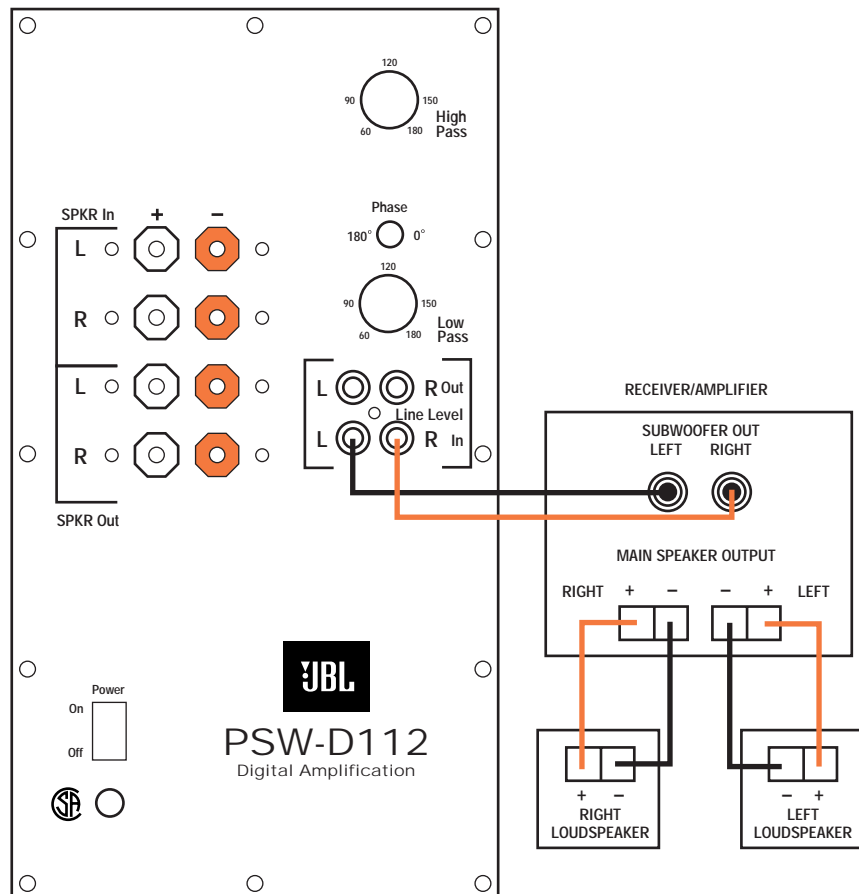 120
90 150
60 180
High
Pass
SPKR In + −
Phase
180° 0°
L
120
90 150
60 180
Low
Pass
R
L
L R Out
Line Level
R
L R In
SPKR Out
RECEIVER/AMPLIFIER
SUBWOOFER OUT
LEFT RIGHT
MAIN SPEAKER OUTPUT
RIGHT + − − + LEFT
Power
On
Off
JBL
PSW-D112
Digital Amplification
SA
+ −
RIGHT
LOUDSPEAKER
− +
LEFT
LOUDSPEAKER